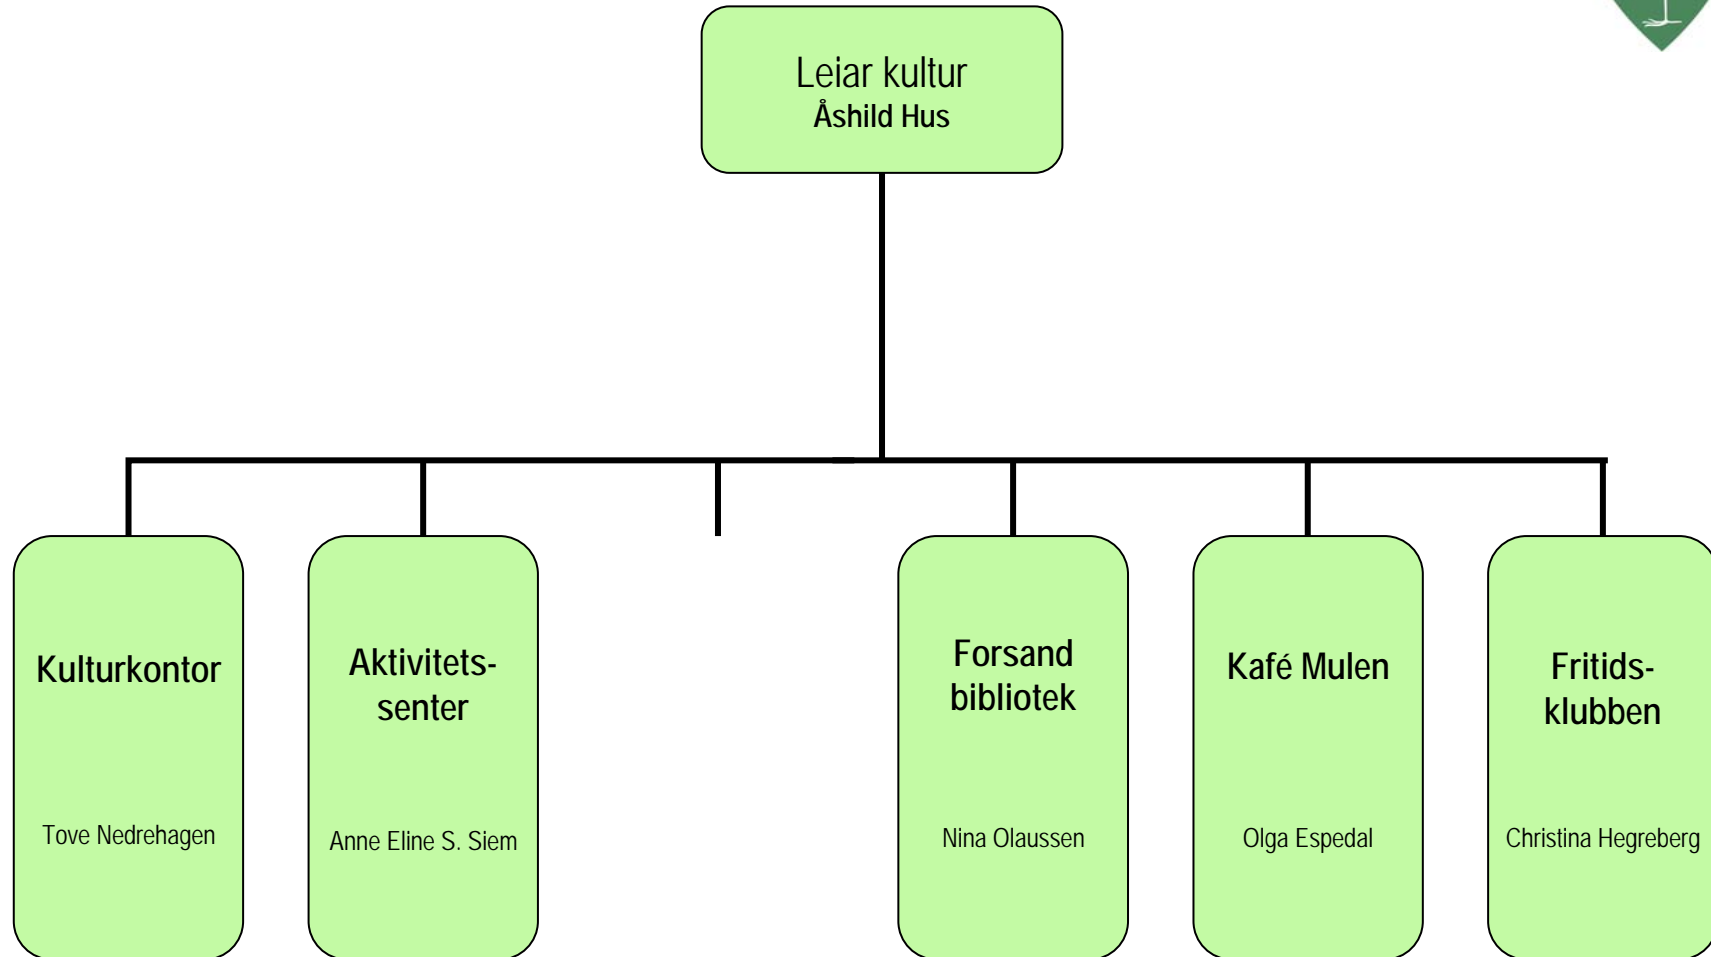 Leiar kultur
Åshild Hus
Kulturkontor
Tove Nedrehagen
Aktivitets-
senter
Anne Eline S. Siem
Forsand
bibliotek
Nina Olaussen
Kafé Mulen
Olga Espedal
Fritids-
klubben
Christina Hegreberg